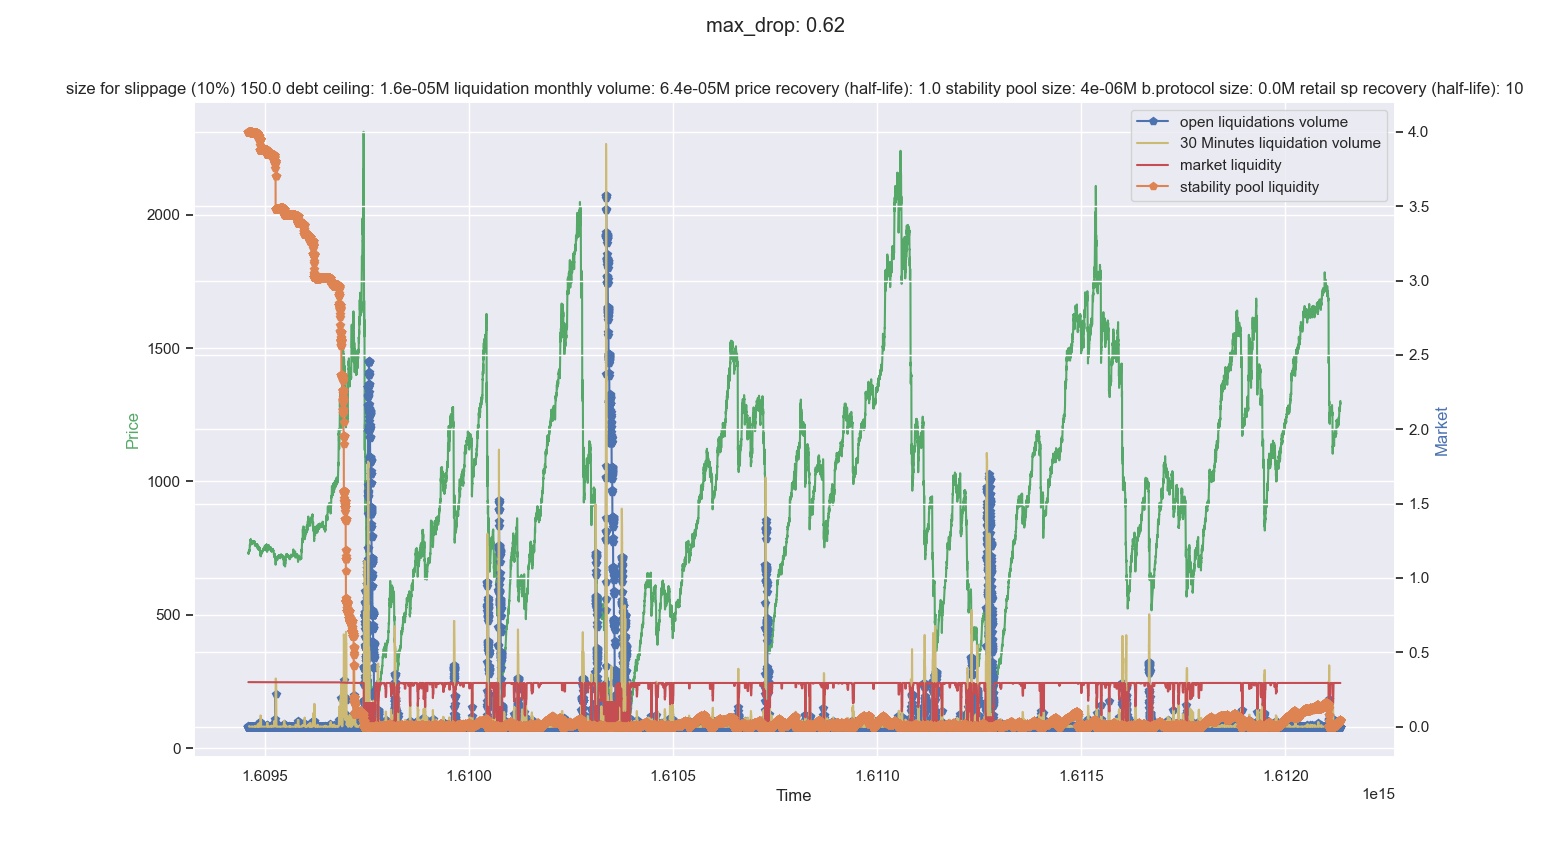 max_drop: 0.62
size for slippage (10%) 150.0 debt ceiling: 1.6e-05M liquidation monthly volume: 6.4e-05M price recovery (half-life): 1.0 stability pool size: 4e-06M b.protocol size: 0.0M retail sp recovery (half-life): 10
open liquidations volume
30 Minutes liquidation volume
market liquidity
stability pool liquidity
2000
1500
1000
500
0
Price
4.0
3.5
3.0
2.5
2.0
1.5
1.0
0.5
0.0
Market
1.6095 1.6100 1.6105 1.6110 1.6115 1.6120
Time
1e15